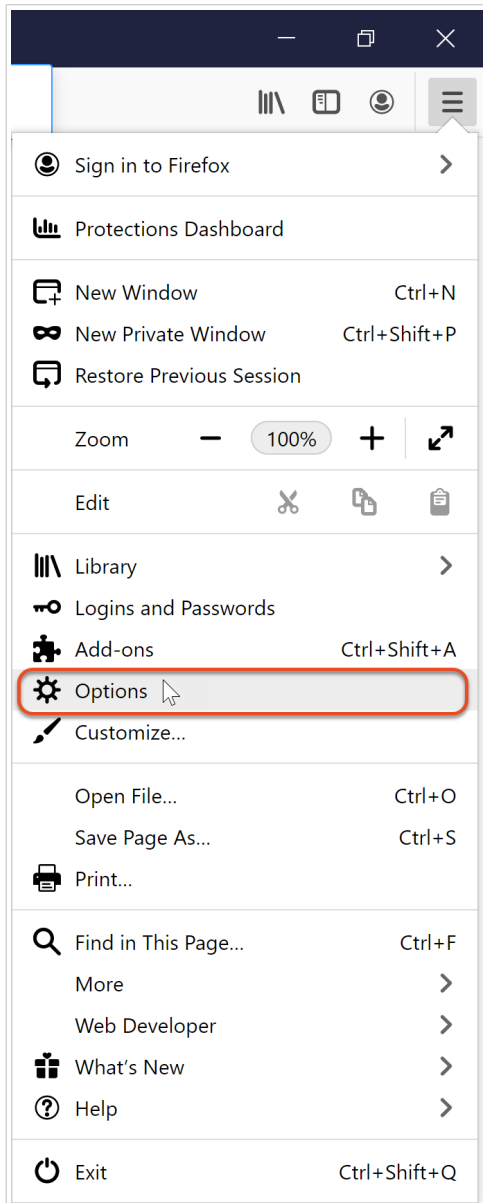 Sign in to Firefox
Protections Dashboard
New Window Ctrl+N
New Private Window Ctrl+Shift+P
Restore Previous Session
Zoom 100%
Edit
Library
Logins and Passwords
Add-ons Ctrl+Shift+A
Options
Customize...
Open File... Ctrl+O
Save Page As... Ctrl+S
Print...
Find in This Page... Ctrl+F
More
Web Developer
What's New
Help
Exit Ctrl+Shift+Q